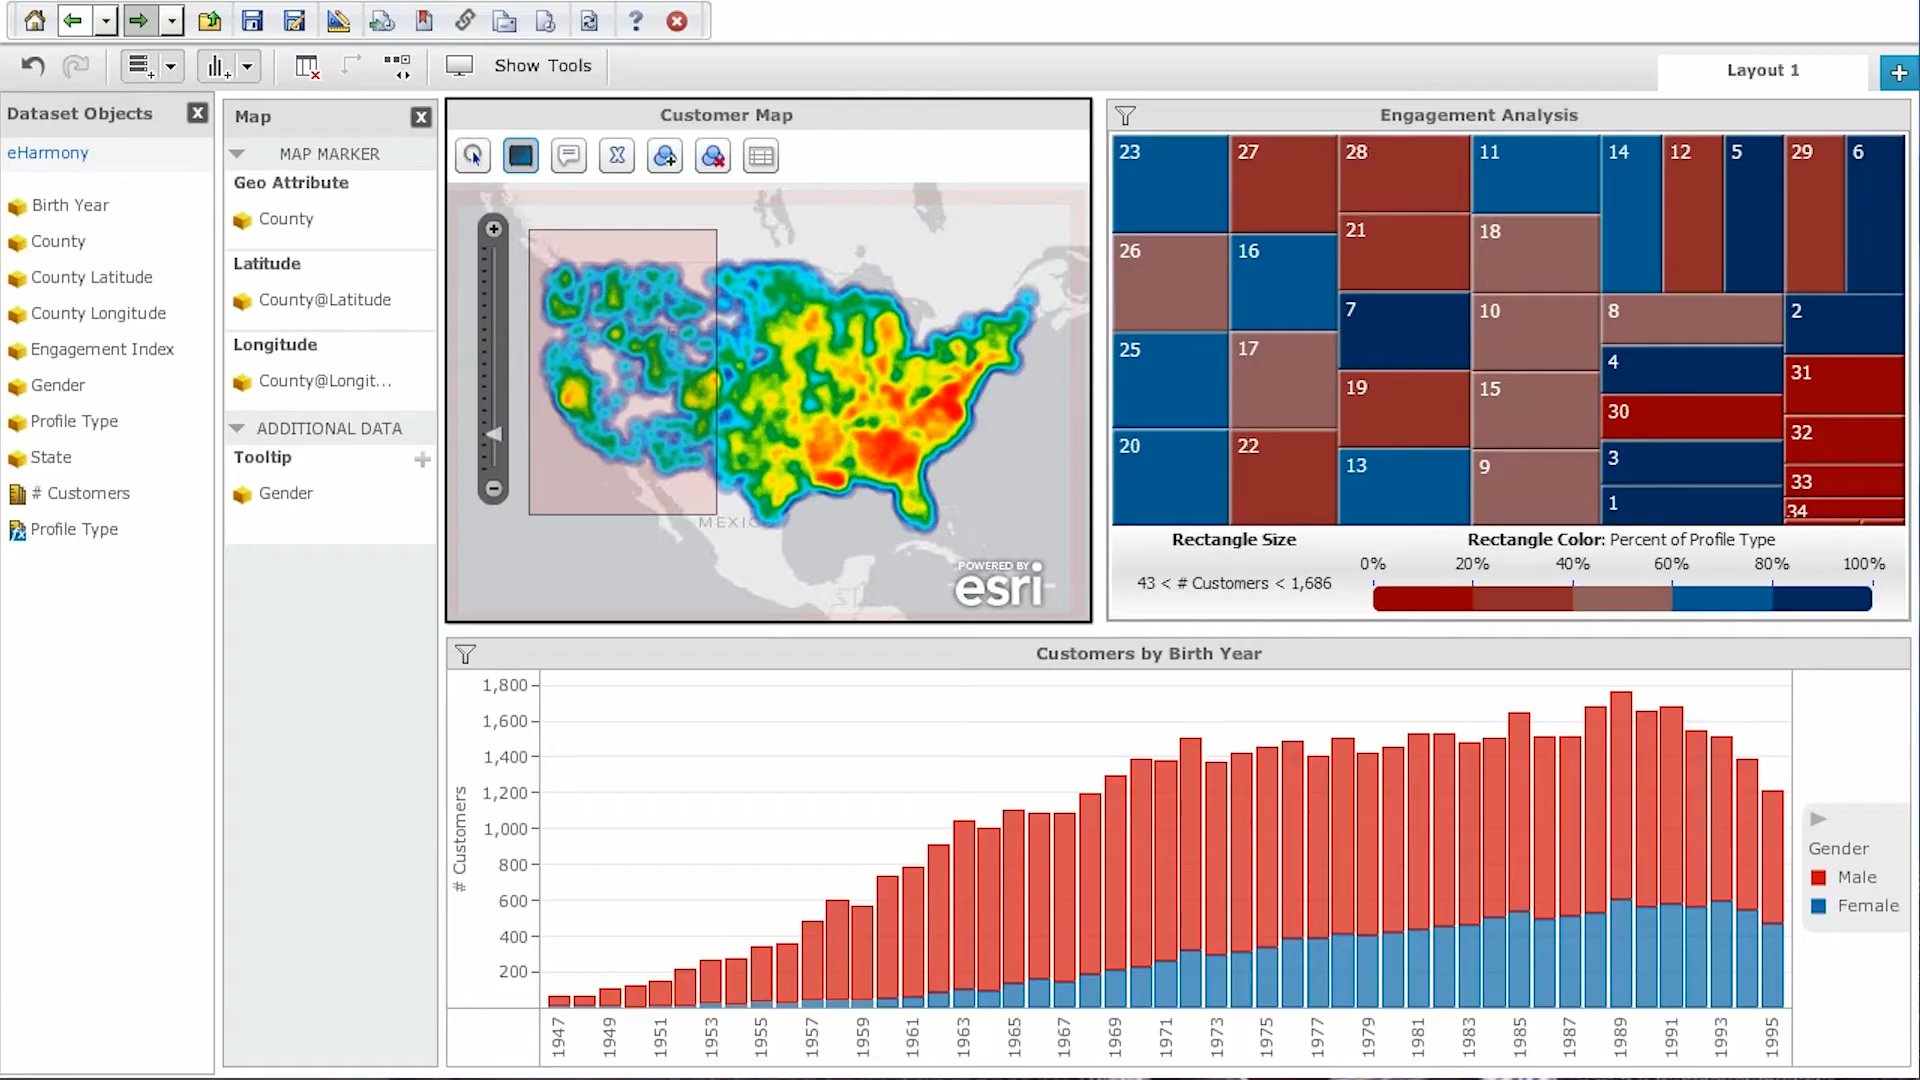 Show Tools
Layout 1
Dataset Objects
eHarmony
Birth Year
County
County Latitude
County Longitude
Engagement Index
Gender
Profile Type
State
# Customers
Profile Type
Map
MAP MARKER
Geo Attribute
County
Latitude
County@Latitude
Longitude
County@Longit...
ADDITIONAL DATA
Tooltip
Gender
Customer Map
MEXICO
POWERED BY
esri
Engagement Analysis
23
27
28
11
14
12
5
29
6
26
16
21
18
7
10
8
2
25
17
19
15
4
31
30
20
22
13
9
3
32
33
1
34
Rectangle Size
43 < # Customers < 1,686
Rectangle Color: Percent of Profile Type
0% 20% 40% 60% 80% 100%
Customers by Birth Year
# Customers
1,800
1,600
1,400
1,200
1,000
800
600
400
200
1947 1949 1951 1953 1955 1957 1959 1961 1963 1965 1967 1969 1971 1973 1975 1977 1979 1981 1983 1985 1987 1989 1991 1993 1995
Gender
Male
Female